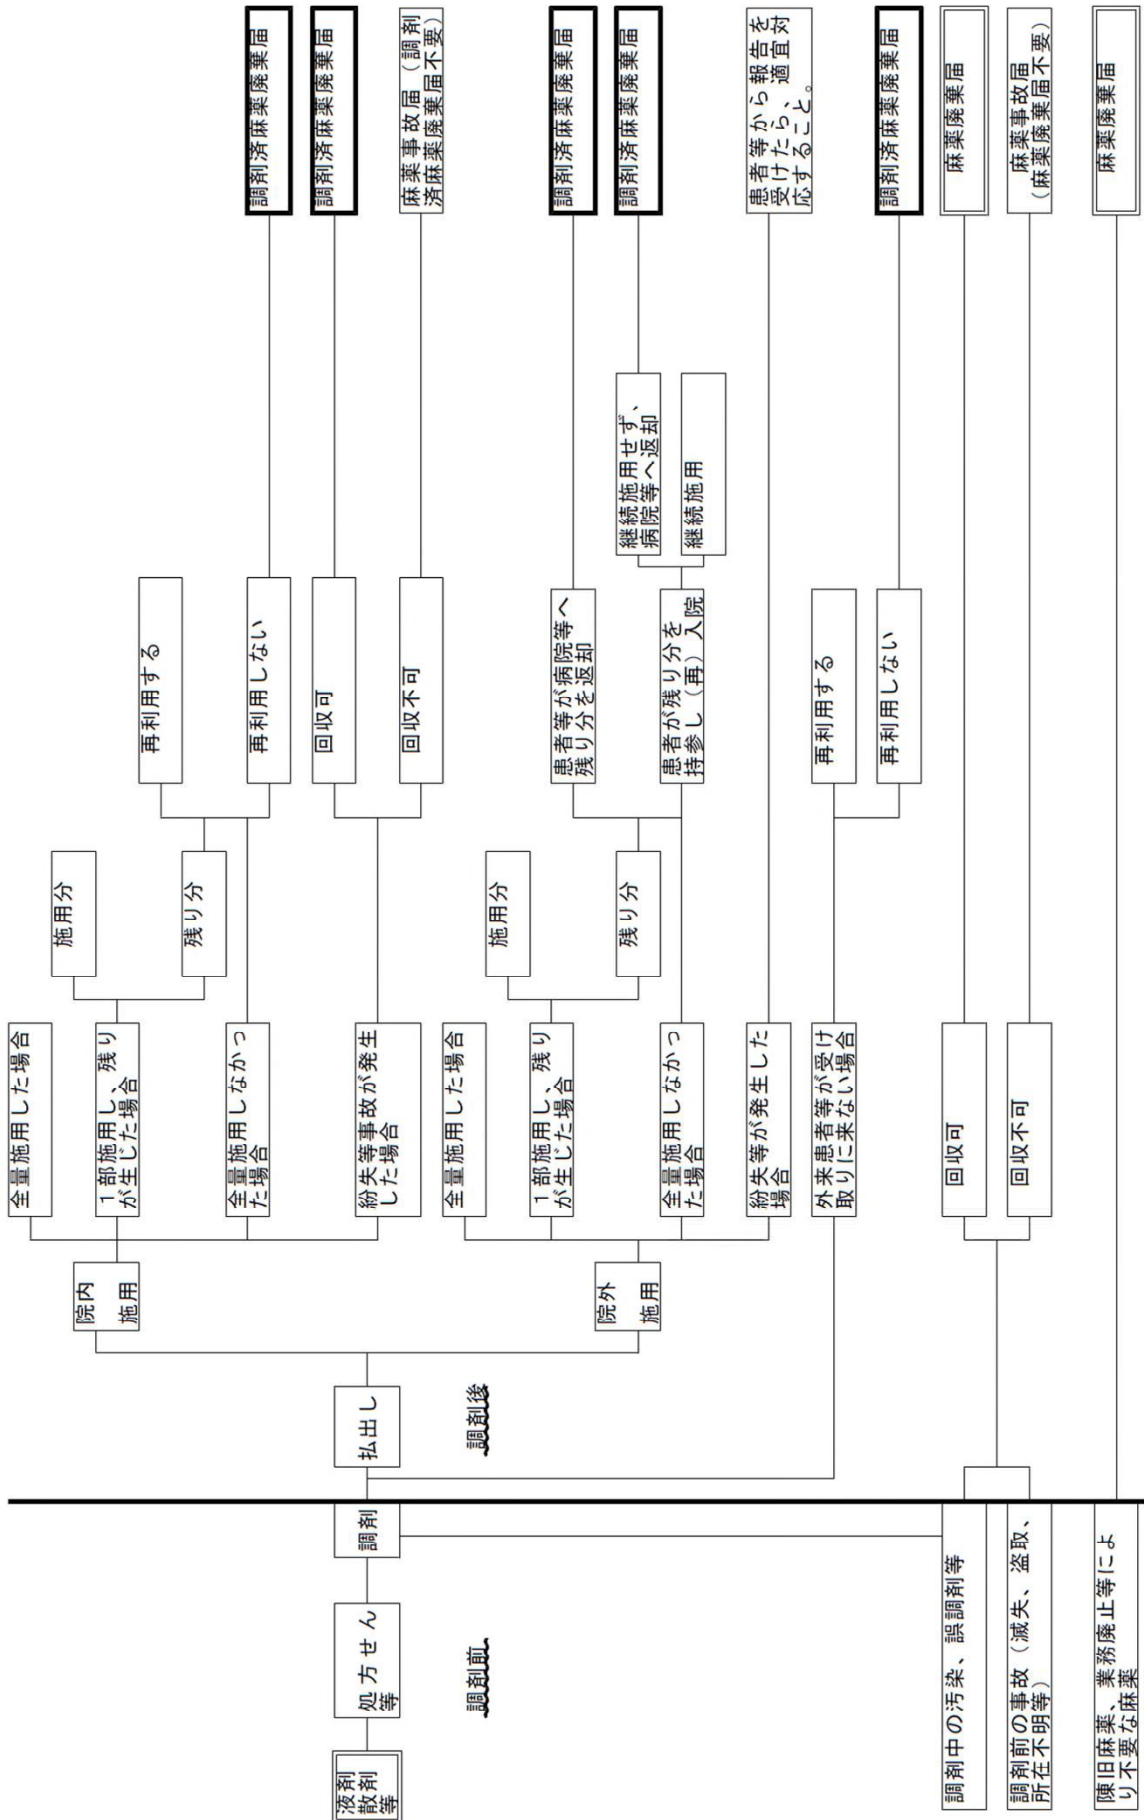 液剤
散剤
等
処方せん
等
調剤
調剤前
払出し
調剤後
院内
施用
全量施用した場合
1部施用し、残り
が生じた場合
施用分
残り分
全量施用しなかっ
た場合
再利用する
再利用しない
調剤済麻薬廃棄届
紛失等事故が発生
した場合
回収可
調剤済麻薬廃棄届
回収不可
麻薬事故届（調剤
済麻薬廃棄届不要）
院外
施用
全量施用した場合
1部施用し、残り
が生じた場合
施用分
残り分
全量施用しなかっ
た場合
患者等が病院等へ
残り分を返却
調剤済麻薬廃棄届
患者が残り分を
持参し（再）入院
継続施用せず、
病院等へ返却
調剤済麻薬廃棄届
継続施用
紛失等が発生した
場合
患者等から報告を
受けたら、適宜対
応すること。
外来患者等が受け
取りに来ない場合
再利用する
再利用しない
調剤済麻薬廃棄届
調剤中の汚染、誤調剤等
調剤前の事故（滅失、盗取、
所在不明等）
回収可
麻薬廃棄届
回収不可
麻薬事故届
（麻薬廃棄届不要）
陳旧麻薬、業務廃止等によ
り不要な麻薬
麻薬廃棄届